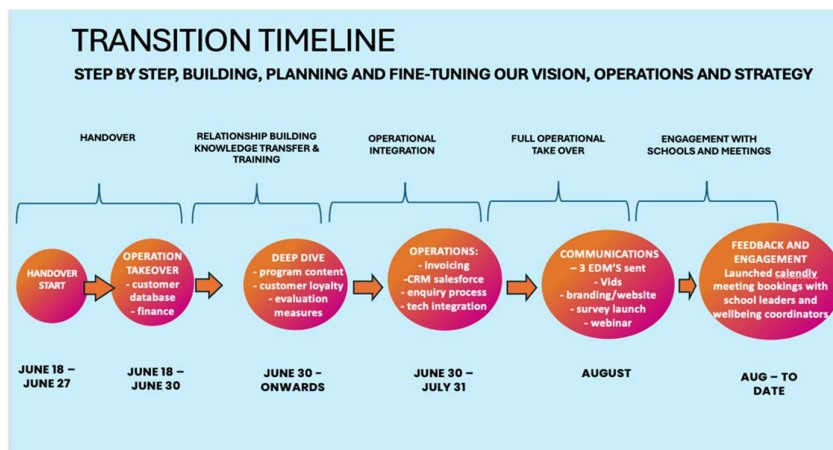 TRANSITION TIMELINE
STEP BY STEP, BUILDING, PLANNING AND FINE-TUNING OUR VISION, OPERATIONS AND STRATEGY
HANDOVER
RELATIONSHIP BUILDING
KNOWLEDGE TRANSFER &
TRAINING
OPERATIONAL
INTEGRATION
FULL OPERATIONAL
TAKE OVER
ENGAGEMENT WITH
SCHOOLS AND MEETINGS
HANDOVER
START
OPERATION
TAKEOVER
- customer
database
- finance
DEEP DIVE
- program content
- customer loyalty
- evaluation
measures
OPERATIONS:
- invoicing
-CRM salesforce
- enquiry process
- tech integration
COMMUNICATIONS
– 3 EDM'S sent
- Vids
- branding/website
- survey launch
- webinar
FEEDBACK AND
ENGAGEMENT
Launched calendly
meeting bookings with
school leaders and
wellbeing coordinators
JUNE 18 –
JUNE 27
JUNE 18 –
JUNE 30
JUNE 30 -
ONWARDS
JUNE 30 –
JULY 31
AUGUST
AUG – TO
DATE